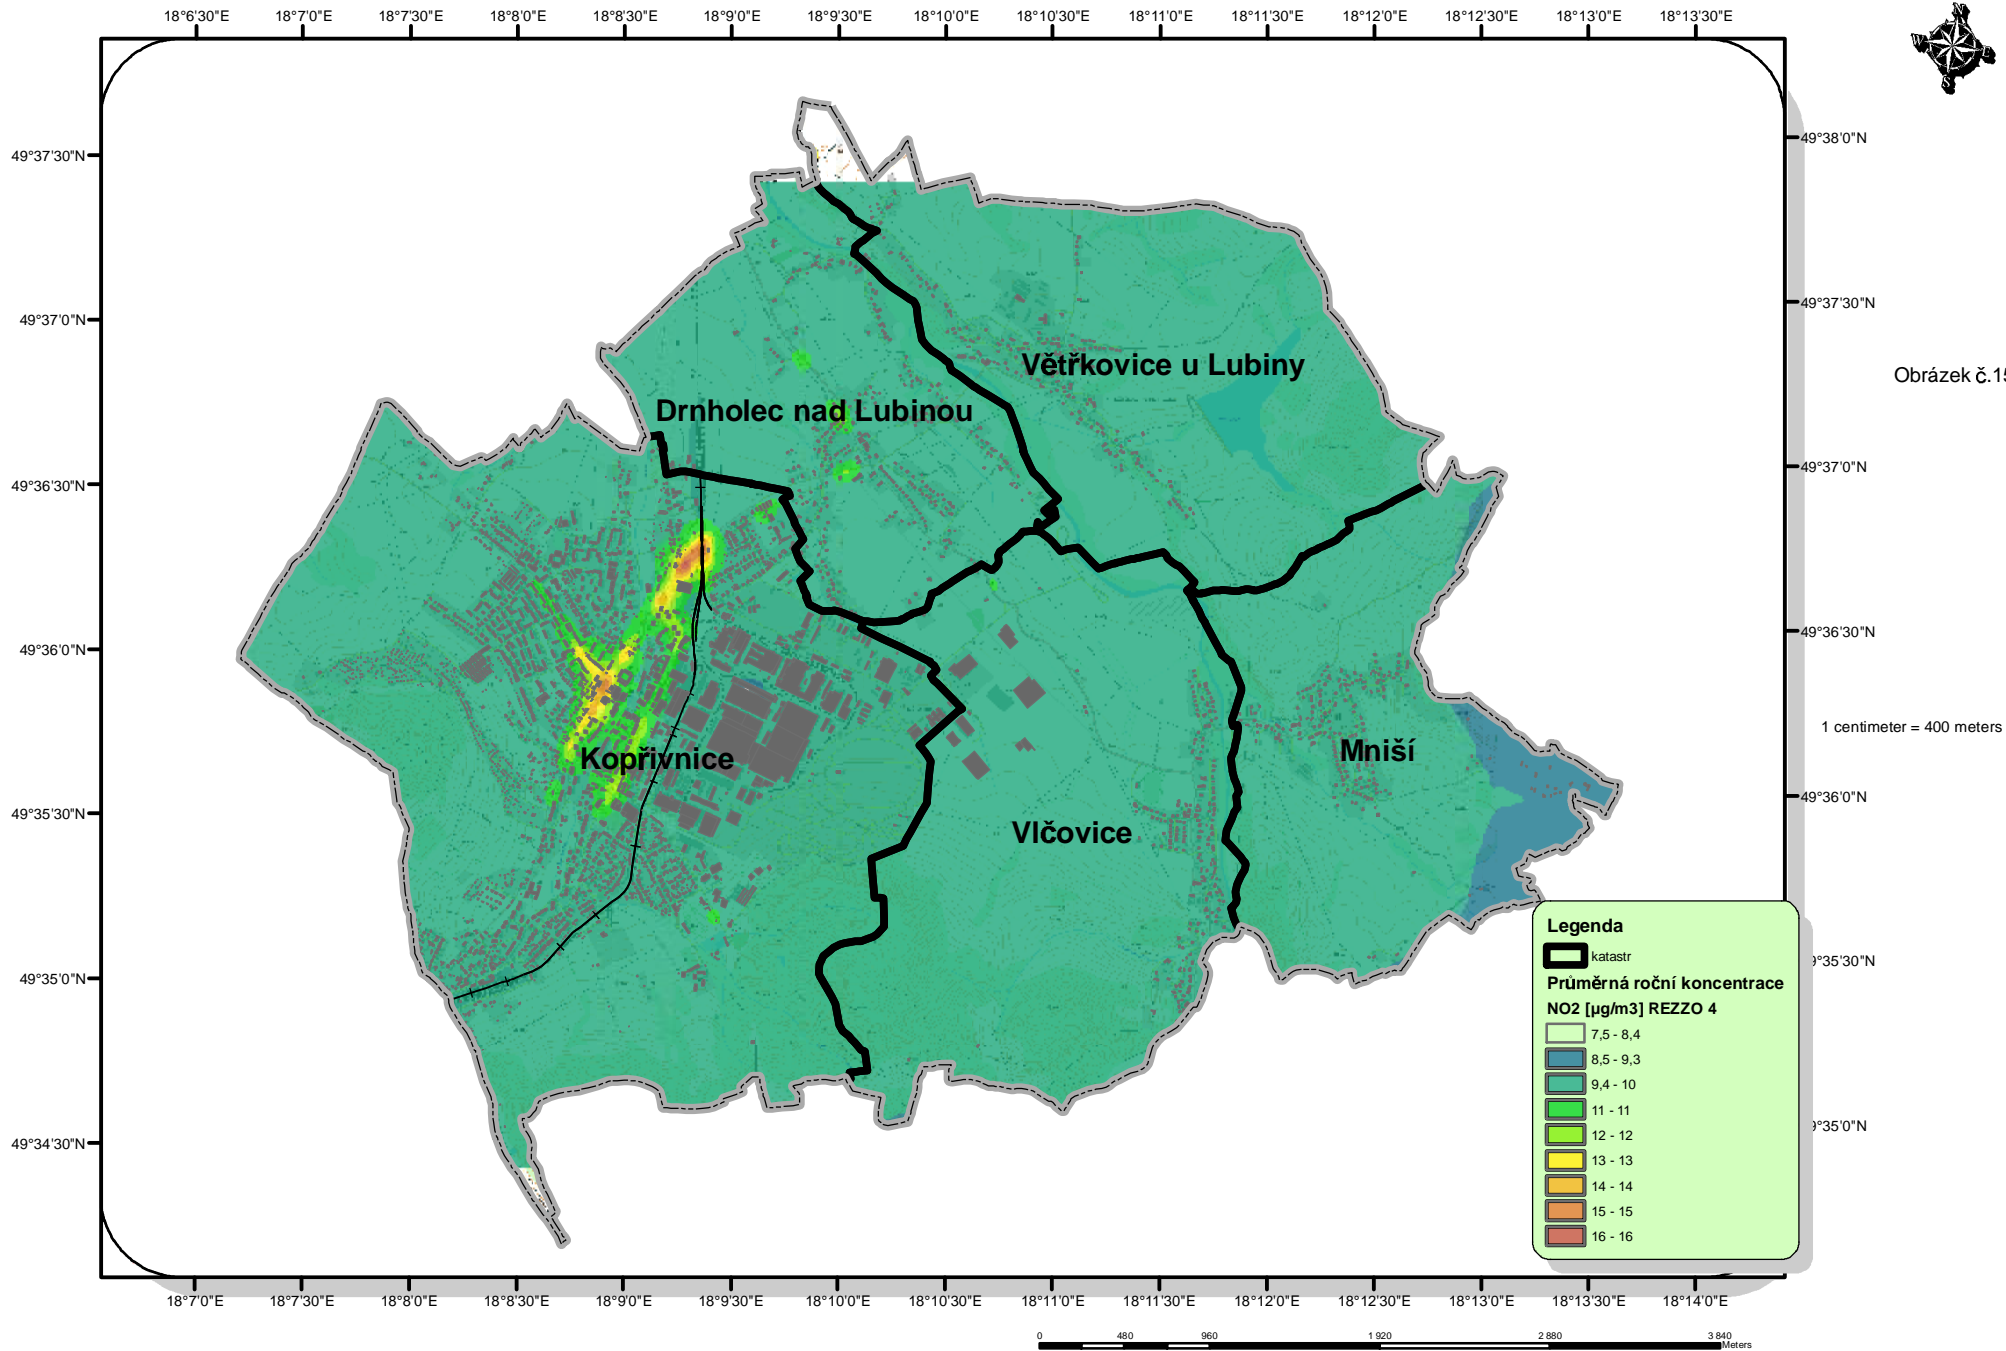 18°6'30"E 18°7'0"E 18°7'30"E 18°8'0"E 18°8'30"E 18°9'0"E 18°9'30"E 18°10'0"E 18°10'30"E 18°11'0"E 18°11'30"E 18°12'0"E 18°12'30"E 18°13'0"E 18°13'30"E
N
W E
S
49°38'0"N
49°37'30"N
49°37'30"N
49°37'0"N
Větřkovice u Lubiny
Obrázek č.15
Drnholec nad Lubinou
49°37'0"N
49°36'30"N
49°36'30"N
49°36'0"N
1 centimeter = 400 meters
Mniší
Kopřivnice
49°36'0"N
49°35'30"N
Vlčovice
Legenda
katastr
Průměrná roční koncentrace
NO2 [µg/m3] REZZO 4
7,5 - 8,4
8,5 - 9,3
9,4 - 10
11 - 11
12 - 12
13 - 13
14 - 14
15 - 15
16 - 16
9°35'30"N
49°35'0"N
9°35'0"N
49°34'30"N
18°7'0"E 18°7'30"E 18°8'0"E 18°8'30"E 18°9'0"E 18°9'30"E 18°10'0"E 18°10'30"E 18°11'0"E 18°11'30"E 18°12'0"E 18°12'30"E 18°13'0"E 18°13'30"E 18°14'0"E
0 480 960 1 920 2 880 3 840
Meters